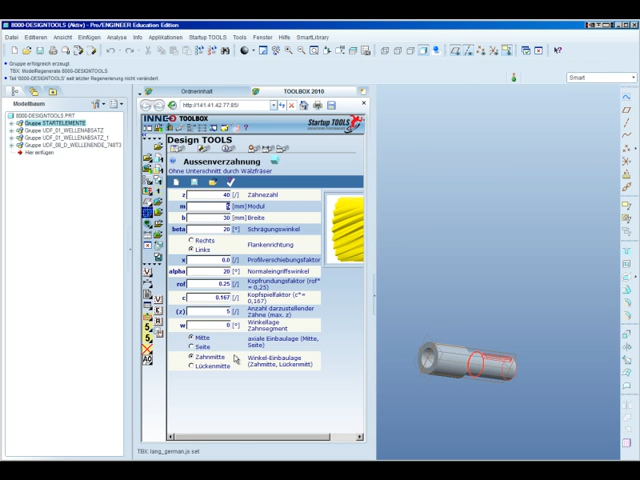 8000-DESIGNTOOLS (Aktiv) - Pro/ENGINEER Education Edition
Datei Editieren Ansicht Einfügen Analyse Info Applikationen Startup TOOLS Tools Fenster Hilfe SmartLibrary
Gruppe erfolgreich erzeugt.
TBX: ModelRegenerate 8000-DESIGNTOOLS
Teil '8000-DESIGNTOOLS' seit letzter Regenerierung nicht verändert.
Smart
Modellbaum
8000-DESIGNTOOLS.PRT
Gruppe STARTELEMENTE
Gruppe UDF_01_WELLENABSATZ
Gruppe UDF_01_WELLENABSATZ_1
Gruppe UDF_08_D_WELLENENDE_748T3
Hier einfügen
Ordnerinhalt TOOLBOX 2010
http://141.41.42.77:85/
INNEO TOOLBOX
Startup TOOLS
Design TOOLS
Aussenverzahnung
Ohne Unterschnitt durch Wälzfräser
z 40 [/] Zähnezahl
m 5 [mm] Modul
b 30 [mm] Breite
beta 20 [°] Schrägungswinkel
Rechts
Links
Flankenrichtung
x 0.0 [/] Profilverschiebungsfaktor
alpha 20 [°] Normaleingriffswinkel
rof 0.25 [/] Kopfrundungsfaktor (rof* = 0,25)
c 0.167 [/] Kopfspielfaktor (c*= 0,167)
(z) 5 [/] Anzahl darzustellender Zähne (max. z)
w 0 [°] Winkellage Zahnsegment
Mitte
Seite
axiale Einbaulage (Mitte, Seite)
Zahnmitte
Lückenmitte
Winkel-Einbaulage (Zahmitte, Lückenmitt)
TBX: lang_german.js set